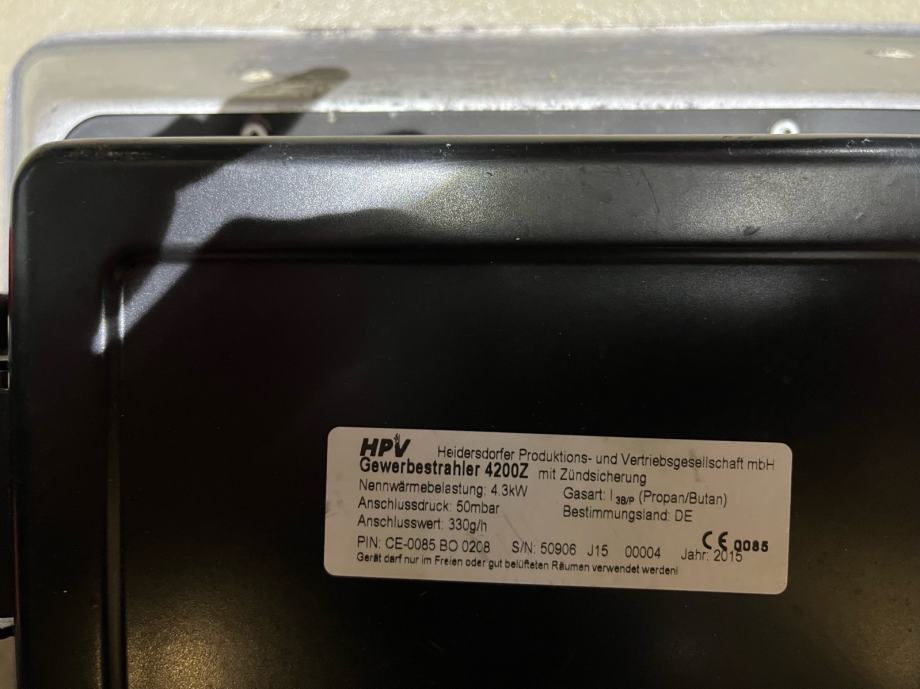 HPV Heidersdorfer Produktions- und Vertriebsgesellschaft mbH
Gewerbestrahler 4200Z mit Zündsicherung
Nennwärmebelastung: 4.3kW Gasart: I 3B/P (Propan/Butan)
Anschlussdruck: 50mbar Bestimmungsland: DE
Anschlusswert: 330g/h
CE 0085
PIN: CE-0085 BO 0208 S/N: 50906 J15 00004 Jahr: 2015
Gerät darf nur im Freien oder gut belüfteten Räumen verwendet werden!